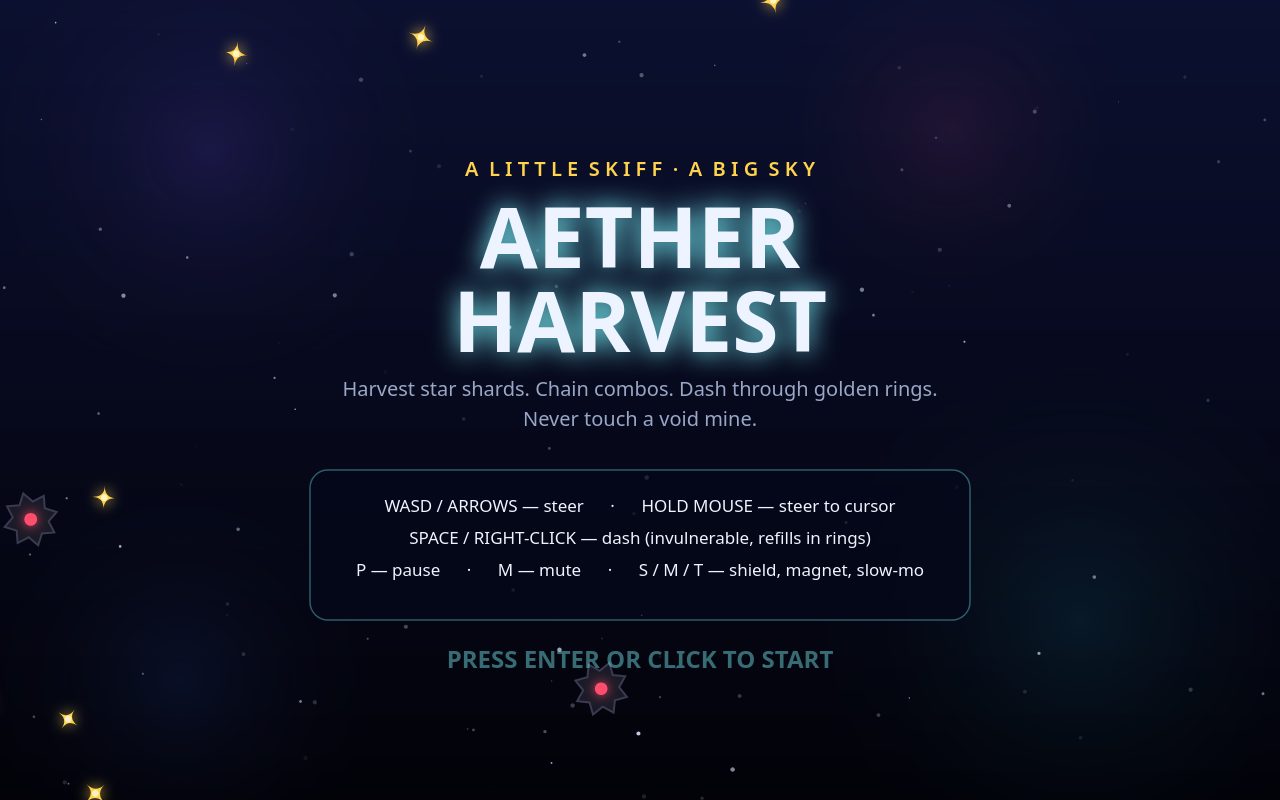 A LITTLE SKIFF · A BIG SKY
AETHER
HARVEST
Harvest star shards. Chain combos. Dash through golden rings.
Never touch a void mine.
WASD / ARROWS — steer · HOLD MOUSE — steer to cursor
SPACE / RIGHT-CLICK — dash (invulnerable, refills in rings)
P — pause · M — mute · S / M / T — shield, magnet, slow-mo
PRESS ENTER OR CLICK TO START